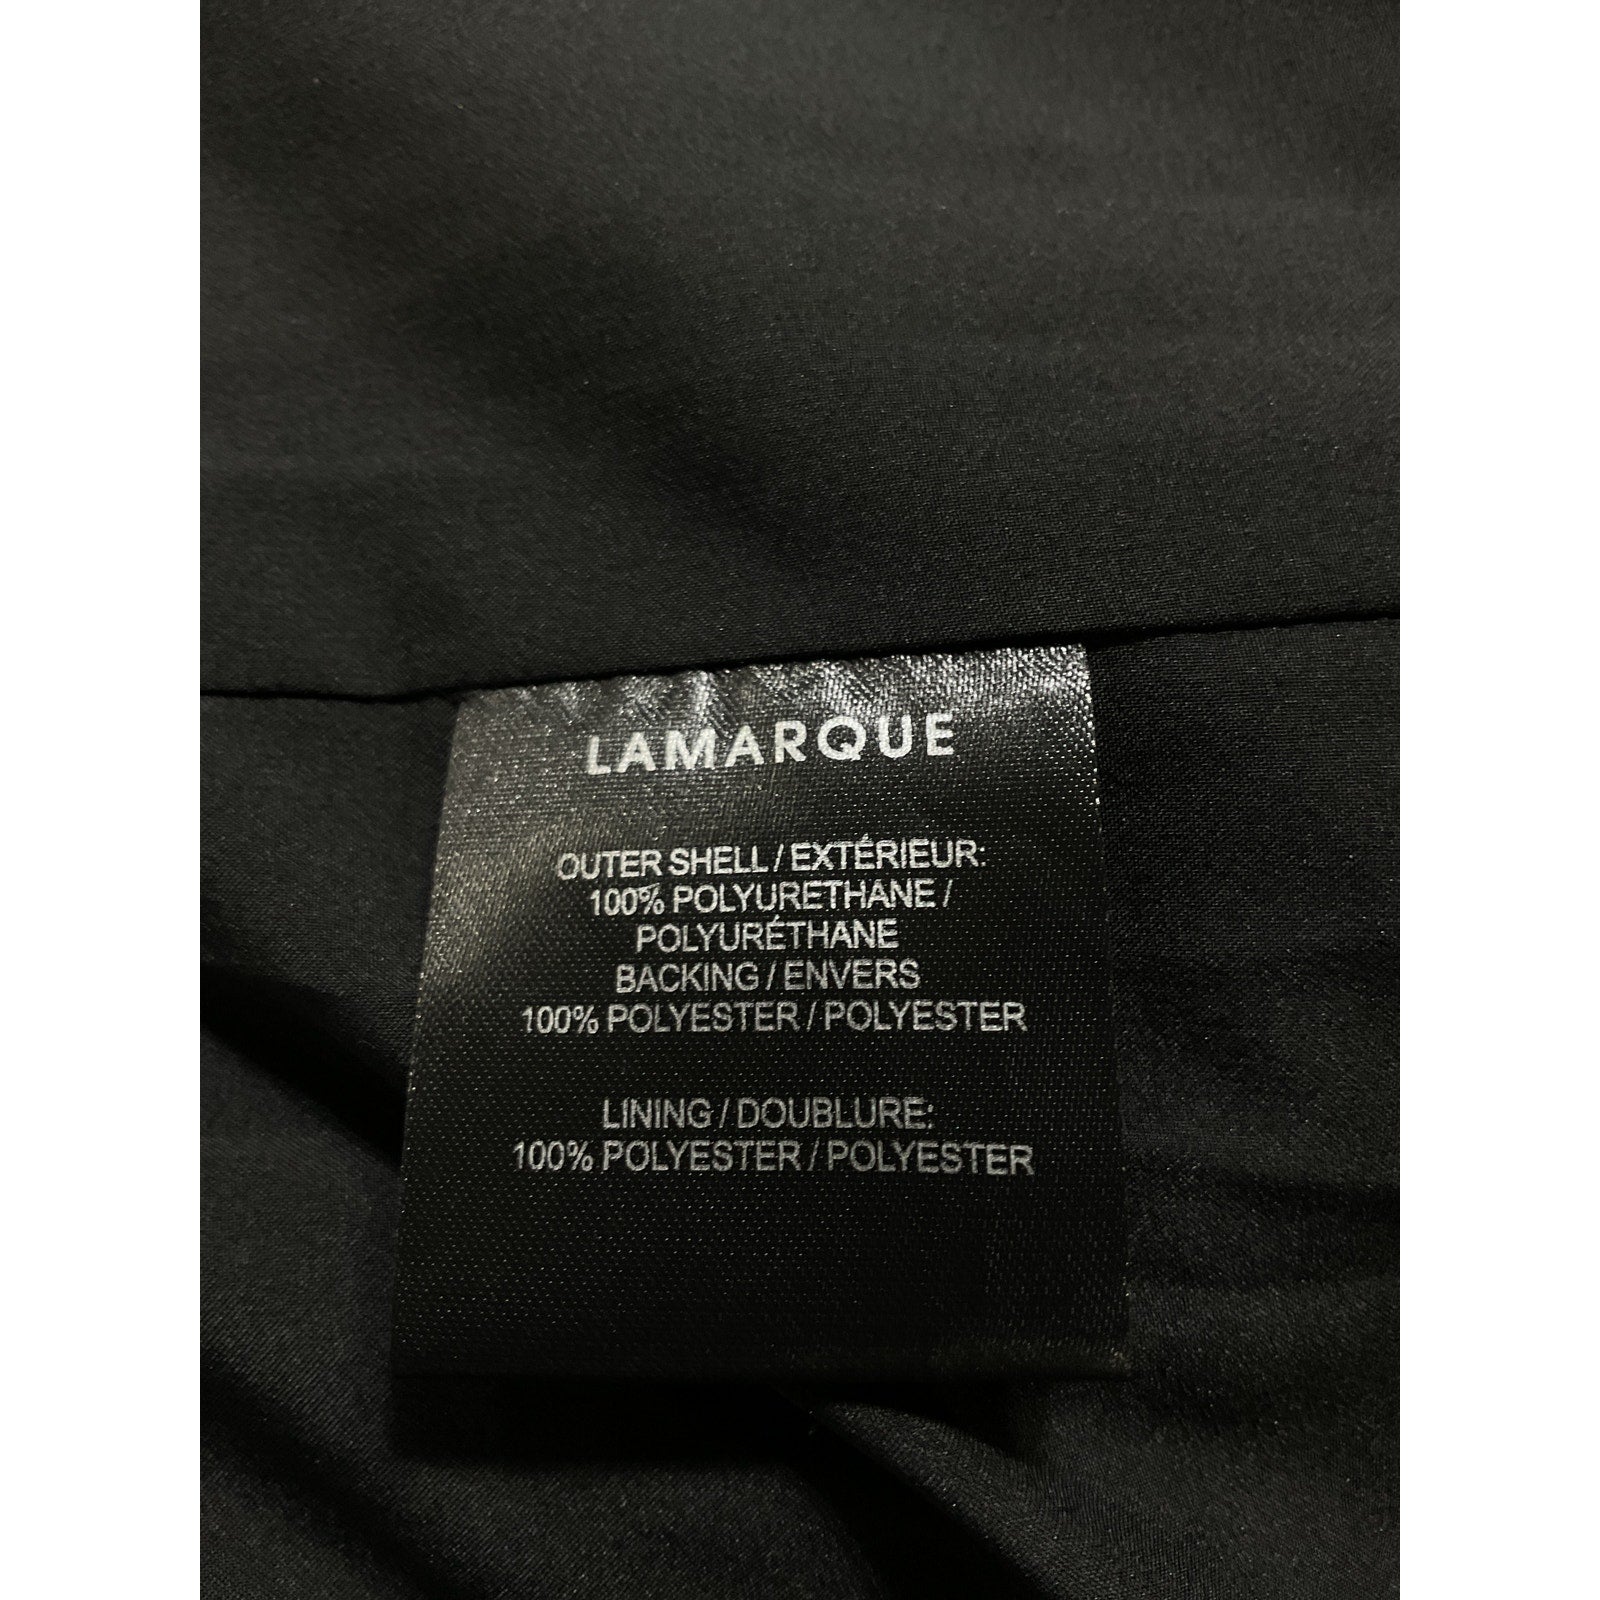 LAMARQUE
OUTER SHELL / EXTÉRIEUR:
100% POLYURETHANE /
POLYURÉTHANE
BACKING / ENVERS
100% POLYESTER / POLYESTER
LINING / DOUBLURE:
100% POLYESTER / POLYESTER